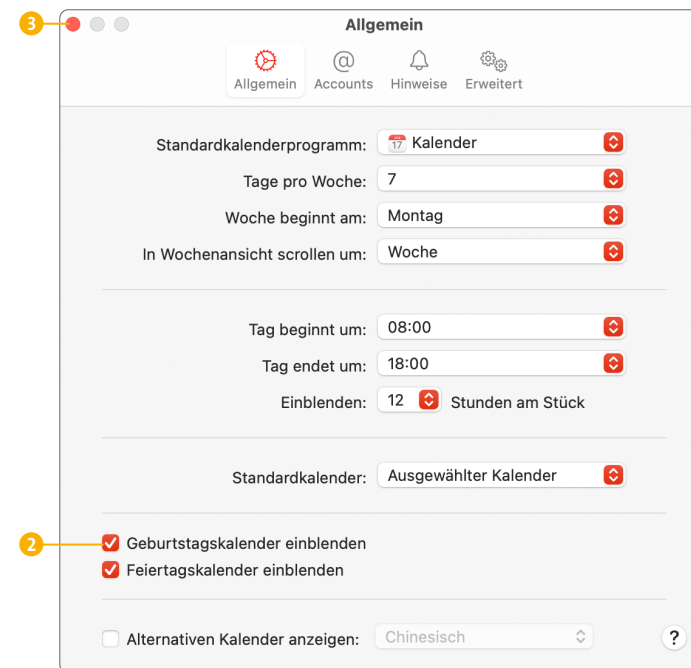 3
Allgemein
Allgemein Accounts Hinweise Erweitert
Standardkalenderprogramm: 17 Kalender
Tage pro Woche: 7
Woche beginnt am: Montag
In Wochenansicht scrollen um: Woche
Tag beginnt um: 08:00
Tag endet um: 18:00
Einblenden: 12 Stunden am Stück
Standardkalender: Ausgewählter Kalender
2 Geburtstagskalender einblenden
Feiertagskalender einblenden
Alternativen Kalender anzeigen: Chinesisch ?